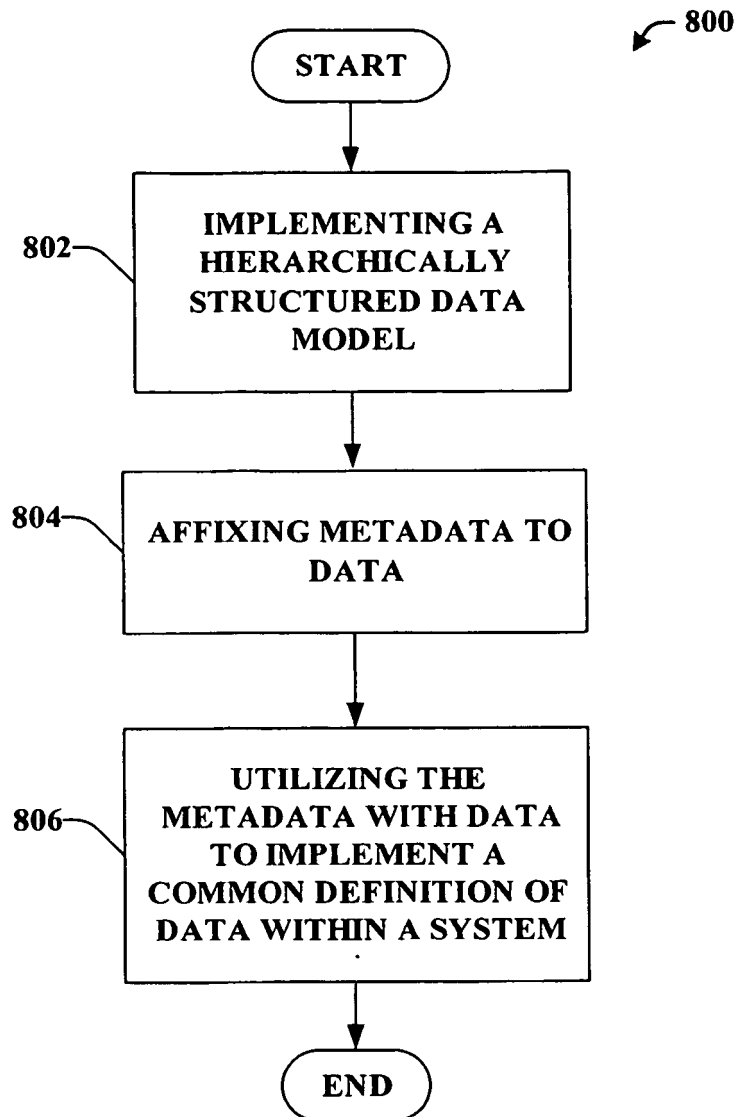 800
START
802
IMPLEMENTING A
HIERARCHICALLY
STRUCTURED DATA
MODEL
804
AFFIXING METADATA TO
DATA
806
UTILIZING THE
METADATA WITH DATA
TO IMPLEMENT A
COMMON DEFINITION OF
DATA WITHIN A SYSTEM
END